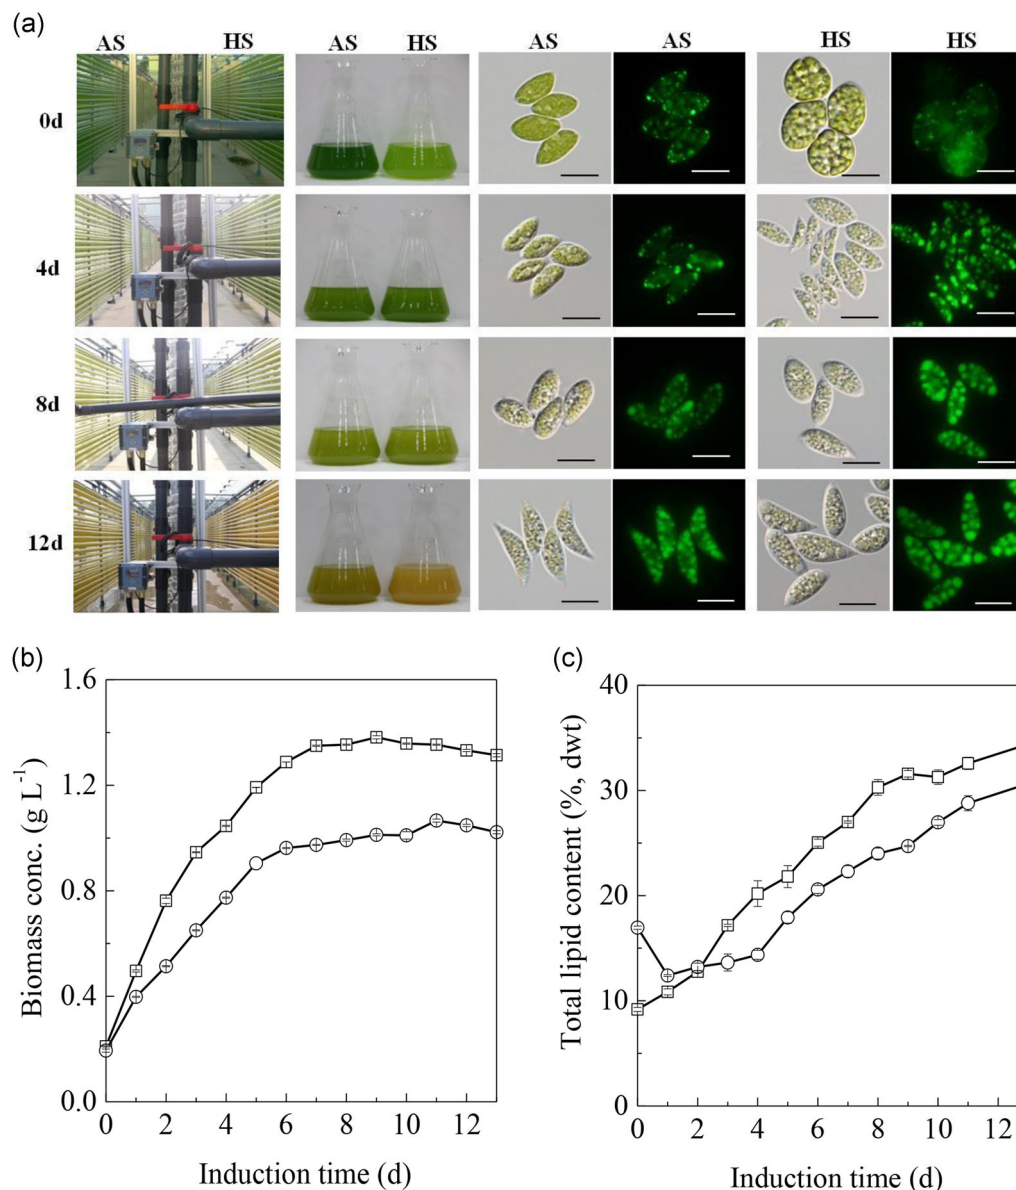 (a)
AS HS AS HS AS AS HS HS
0d
4d
8d
12d
(b)
(c)
1.6
1.2
0.8
0.4
0.0
Biomass conc. (g L⁻¹)
0 2 4 6 8 10 12
Induction time (d)
40
30
20
10
0
Total lipid content (%, dwt)
0 2 4 6 8 10 12
Induction time (d)